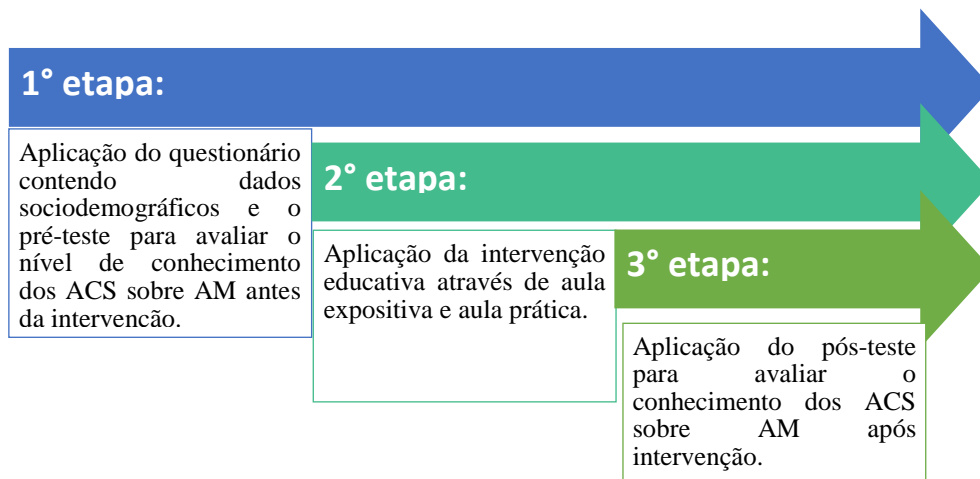 1° etapa:
Aplicação do questionário
contendo dados
sociodemográficos e o
pré-teste para avaliar o
nível de conhecimento
dos ACS sobre AM antes
da intervenção.
2° etapa:
Aplicação da intervenção
educativa através de aula
expositiva e aula prática.
3° etapa:
Aplicação do pós-teste
para avaliar o
conhecimento dos ACS
sobre AM após
intervenção.